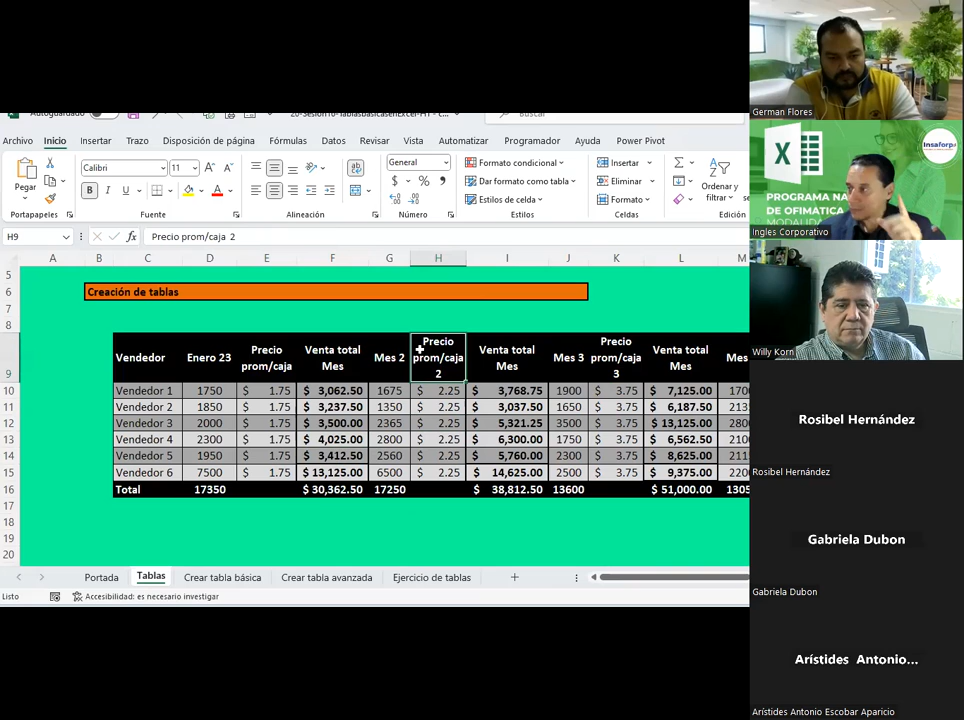 Autoguardado
Buscar
Archivo Inicio Insertar Trazo Disposición de página Fórmulas Datos Revisar Vista Automatizar Programador Ayuda Power Pivot
Calibri 11 General
Pegar
N K S
Formato condicional
Dar formato como tabla
Estilos de celda
Insertar
Eliminar
Formato
Ordenar y
filtrar
Portapapeles Fuente Alineación Número Estilos Celdas Edición
H9 fx Precio prom/caja 2
A B C D E F G H I J K L M
5
6 Creación de tablas
7
8
9 Vendedor Enero 23 Precio prom/caja Venta total Mes Mes 2 Precio prom/caja 2 Venta total Mes Mes 3 Precio prom/caja 3 Venta total Mes Mes
10 Vendedor 1 1750 $ 1.75 $ 3,062.50 1675 $ 2.25 $ 3,768.75 1900 $ 3.75 $ 7,125.00 170
11 Vendedor 2 1850 $ 1.75 $ 3,237.50 1350 $ 2.25 $ 3,037.50 1650 $ 3.75 $ 6,187.50 213
12 Vendedor 3 2000 $ 1.75 $ 3,500.00 2365 $ 2.25 $ 5,321.25 3500 $ 3.75 $ 13,125.00 280
13 Vendedor 4 2300 $ 1.75 $ 4,025.00 2800 $ 2.25 $ 6,300.00 1750 $ 3.75 $ 6,562.50 210
14 Vendedor 5 1950 $ 1.75 $ 3,412.50 2560 $ 2.25 $ 5,760.00 2300 $ 3.75 $ 8,625.00 211
15 Vendedor 6 7500 $ 1.75 $ 13,125.00 6500 $ 2.25 $ 14,625.00 2500 $ 3.75 $ 9,375.00 220
16 Total 17350 $ 30,362.50 17250 $ 38,812.50 13600 $ 51,000.00 1305
17
18
19
20
Portada Tablas Crear tabla básica Crear tabla avanzada Ejercicio de tablas
Listo Accesibilidad: es necesario investigar
German Flores
X
Insaforp
PROGRAMA NA
DE OFIMÁTICA
MODALIDA
Ingles Corporativo
Willy Korn
Rosibel Hernández
Rosibel Hernández
Gabriela Dubon
Gabriela Dubon
Arístides Antonio...
Arístides Antonio Escobar Aparicio